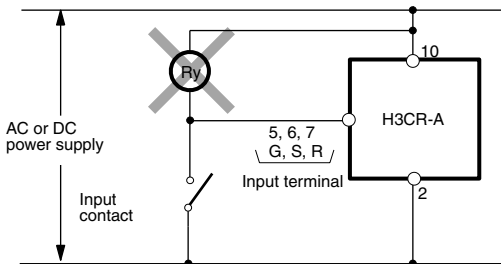 10
Ry
H3CR-A
AC or DC
power supply
5, 6, 7
G, S, R
Input terminal
2
Input
contact